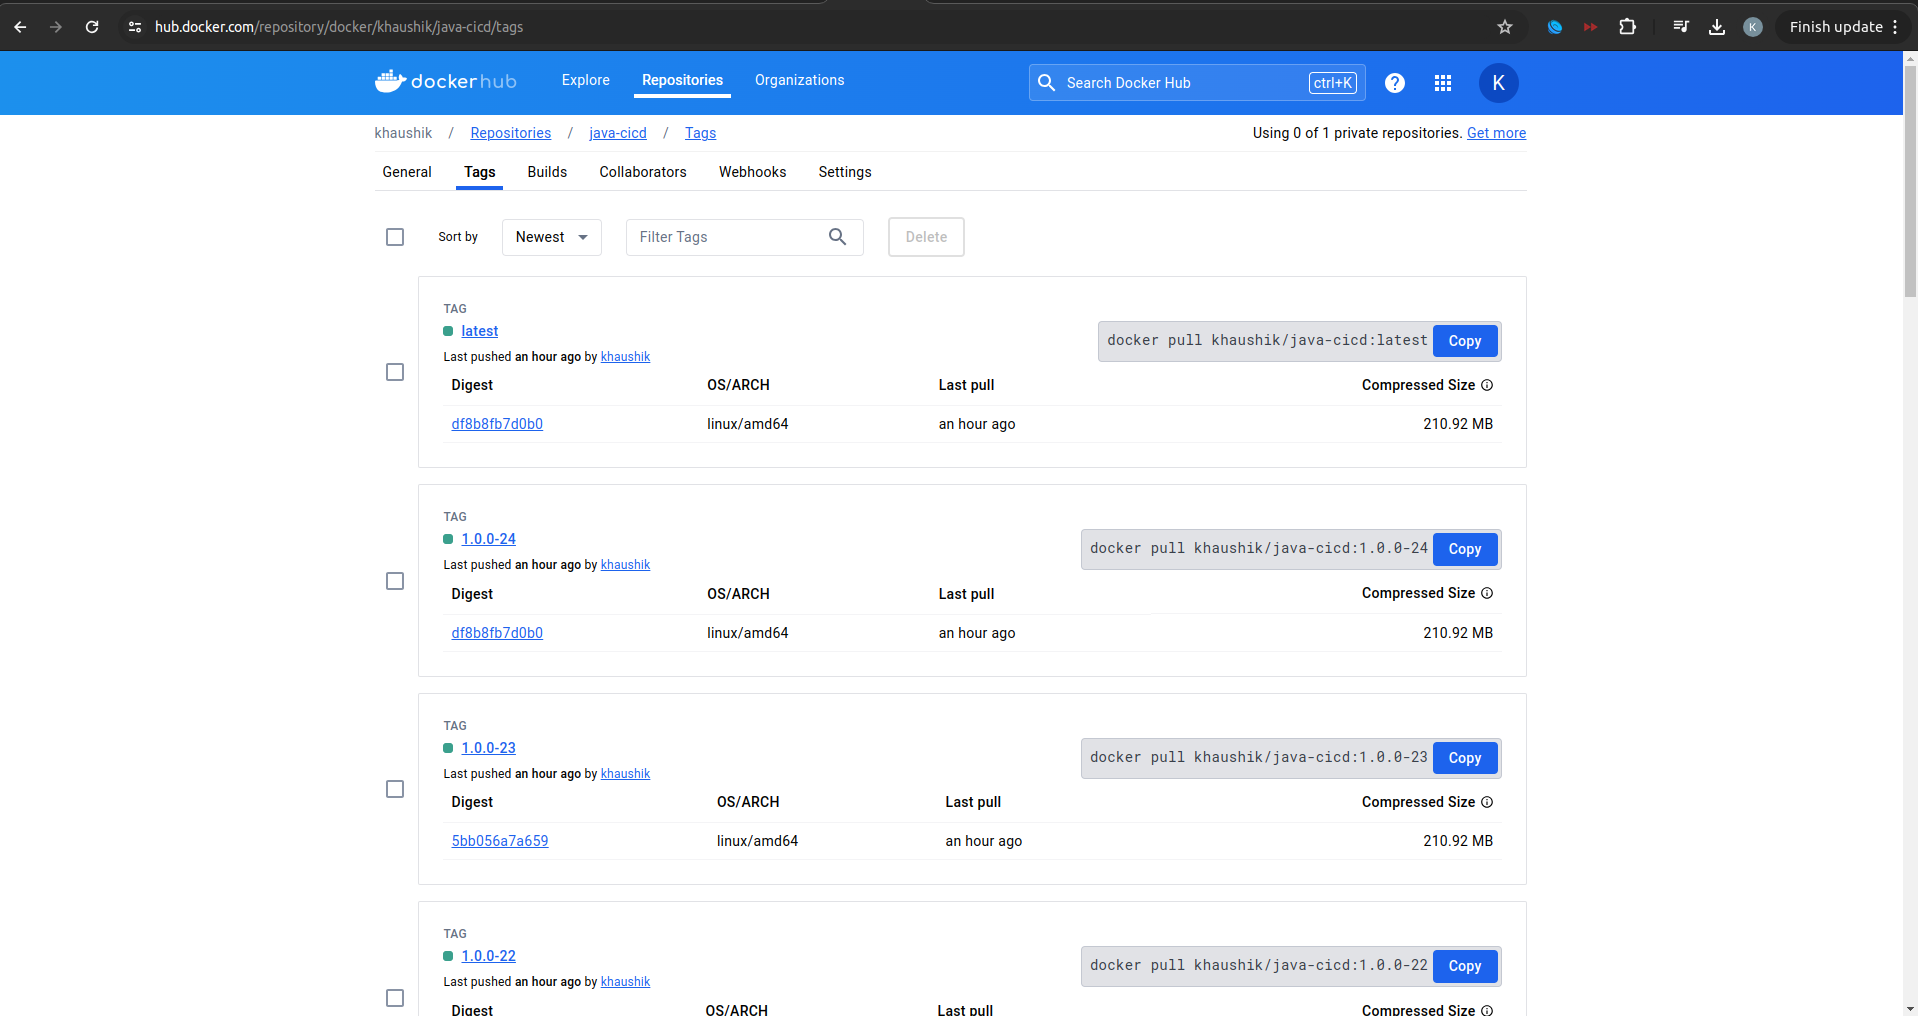 hub.docker.com/repository/docker/khaushik/java-cicd/tags
K
Finish update
dockerhub
Explore
Repositories
Organizations
Search Docker Hub
ctrl+K
?
K
khaushik / Repositories / java-cicd / Tags
Using 0 of 1 private repositories. Get more
General
Tags
Builds
Collaborators
Webhooks
Settings
Sort by
Newest
Filter Tags
Delete
TAG
latest
docker pull khaushik/java-cicd:latest
Copy
Last pushed an hour ago by khaushik
Digest OS/ARCH Last pull Compressed Size
df8b8fb7d0b0 linux/amd64 an hour ago 210.92 MB
TAG
1.0.0-24
docker pull khaushik/java-cicd:1.0.0-24
Copy
Last pushed an hour ago by khaushik
Digest OS/ARCH Last pull Compressed Size
df8b8fb7d0b0 linux/amd64 an hour ago 210.92 MB
TAG
1.0.0-23
docker pull khaushik/java-cicd:1.0.0-23
Copy
Last pushed an hour ago by khaushik
Digest OS/ARCH Last pull Compressed Size
5bb056a7a659 linux/amd64 an hour ago 210.92 MB
TAG
1.0.0-22
docker pull khaushik/java-cicd:1.0.0-22
Copy
Last pushed an hour ago by khaushik
Digest OS/ARCH Last pull Compressed Size